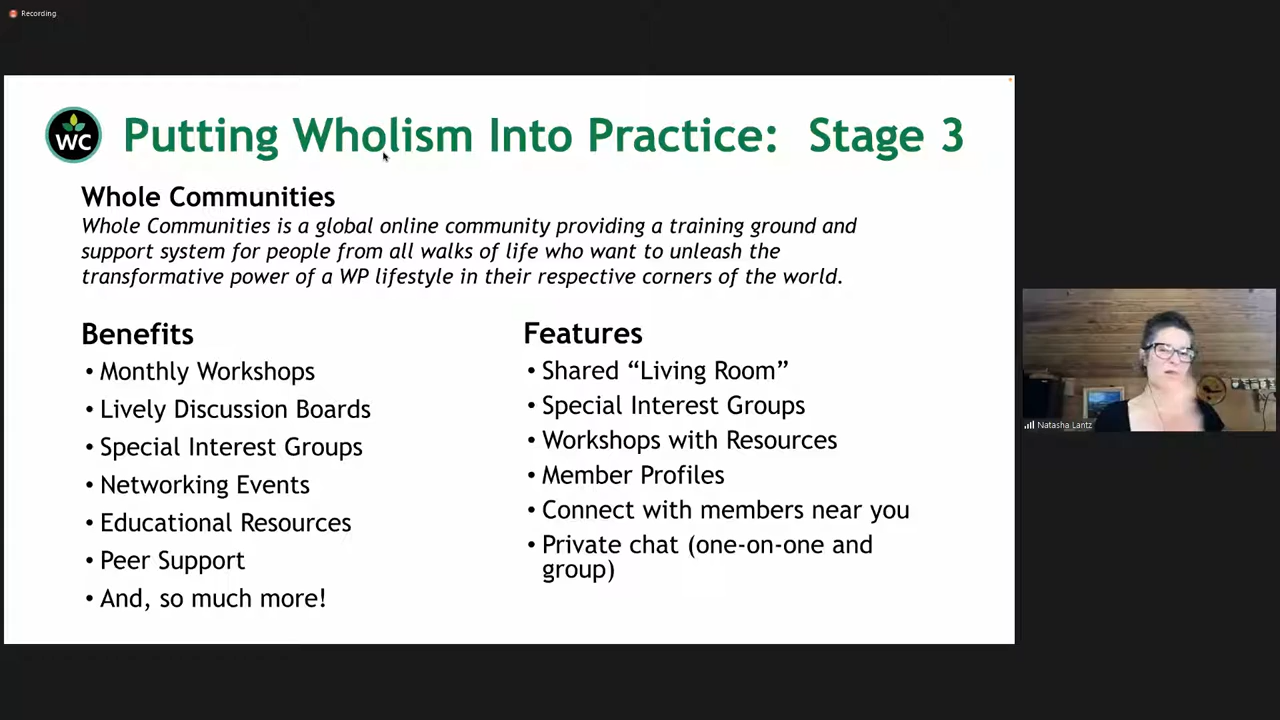 Recording
WC
Putting Wholism Into Practice: Stage 3
Whole Communities
Whole Communities is a global online community providing a training ground and
support system for people from all walks of life who want to unleash the
transformative power of a WP lifestyle in their respective corners of the world.
Benefits
• Monthly Workshops
• Lively Discussion Boards
• Special Interest Groups
• Networking Events
• Educational Resources
• Peer Support
• And, so much more!
Features
• Shared “Living Room”
• Special Interest Groups
• Workshops with Resources
• Member Profiles
• Connect with members near you
• Private chat (one-on-one and
group)
Natasha Lantz